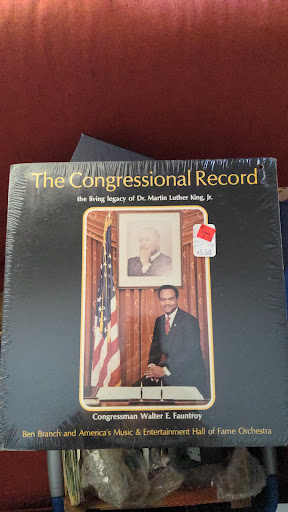 The Congressional Record
the living legacy of Dr. Martin Luther King, Jr.
Congressman Walter E. Fauntroy
Ben Branch and America's Music & Entertainment Hall of Fame Orchestra